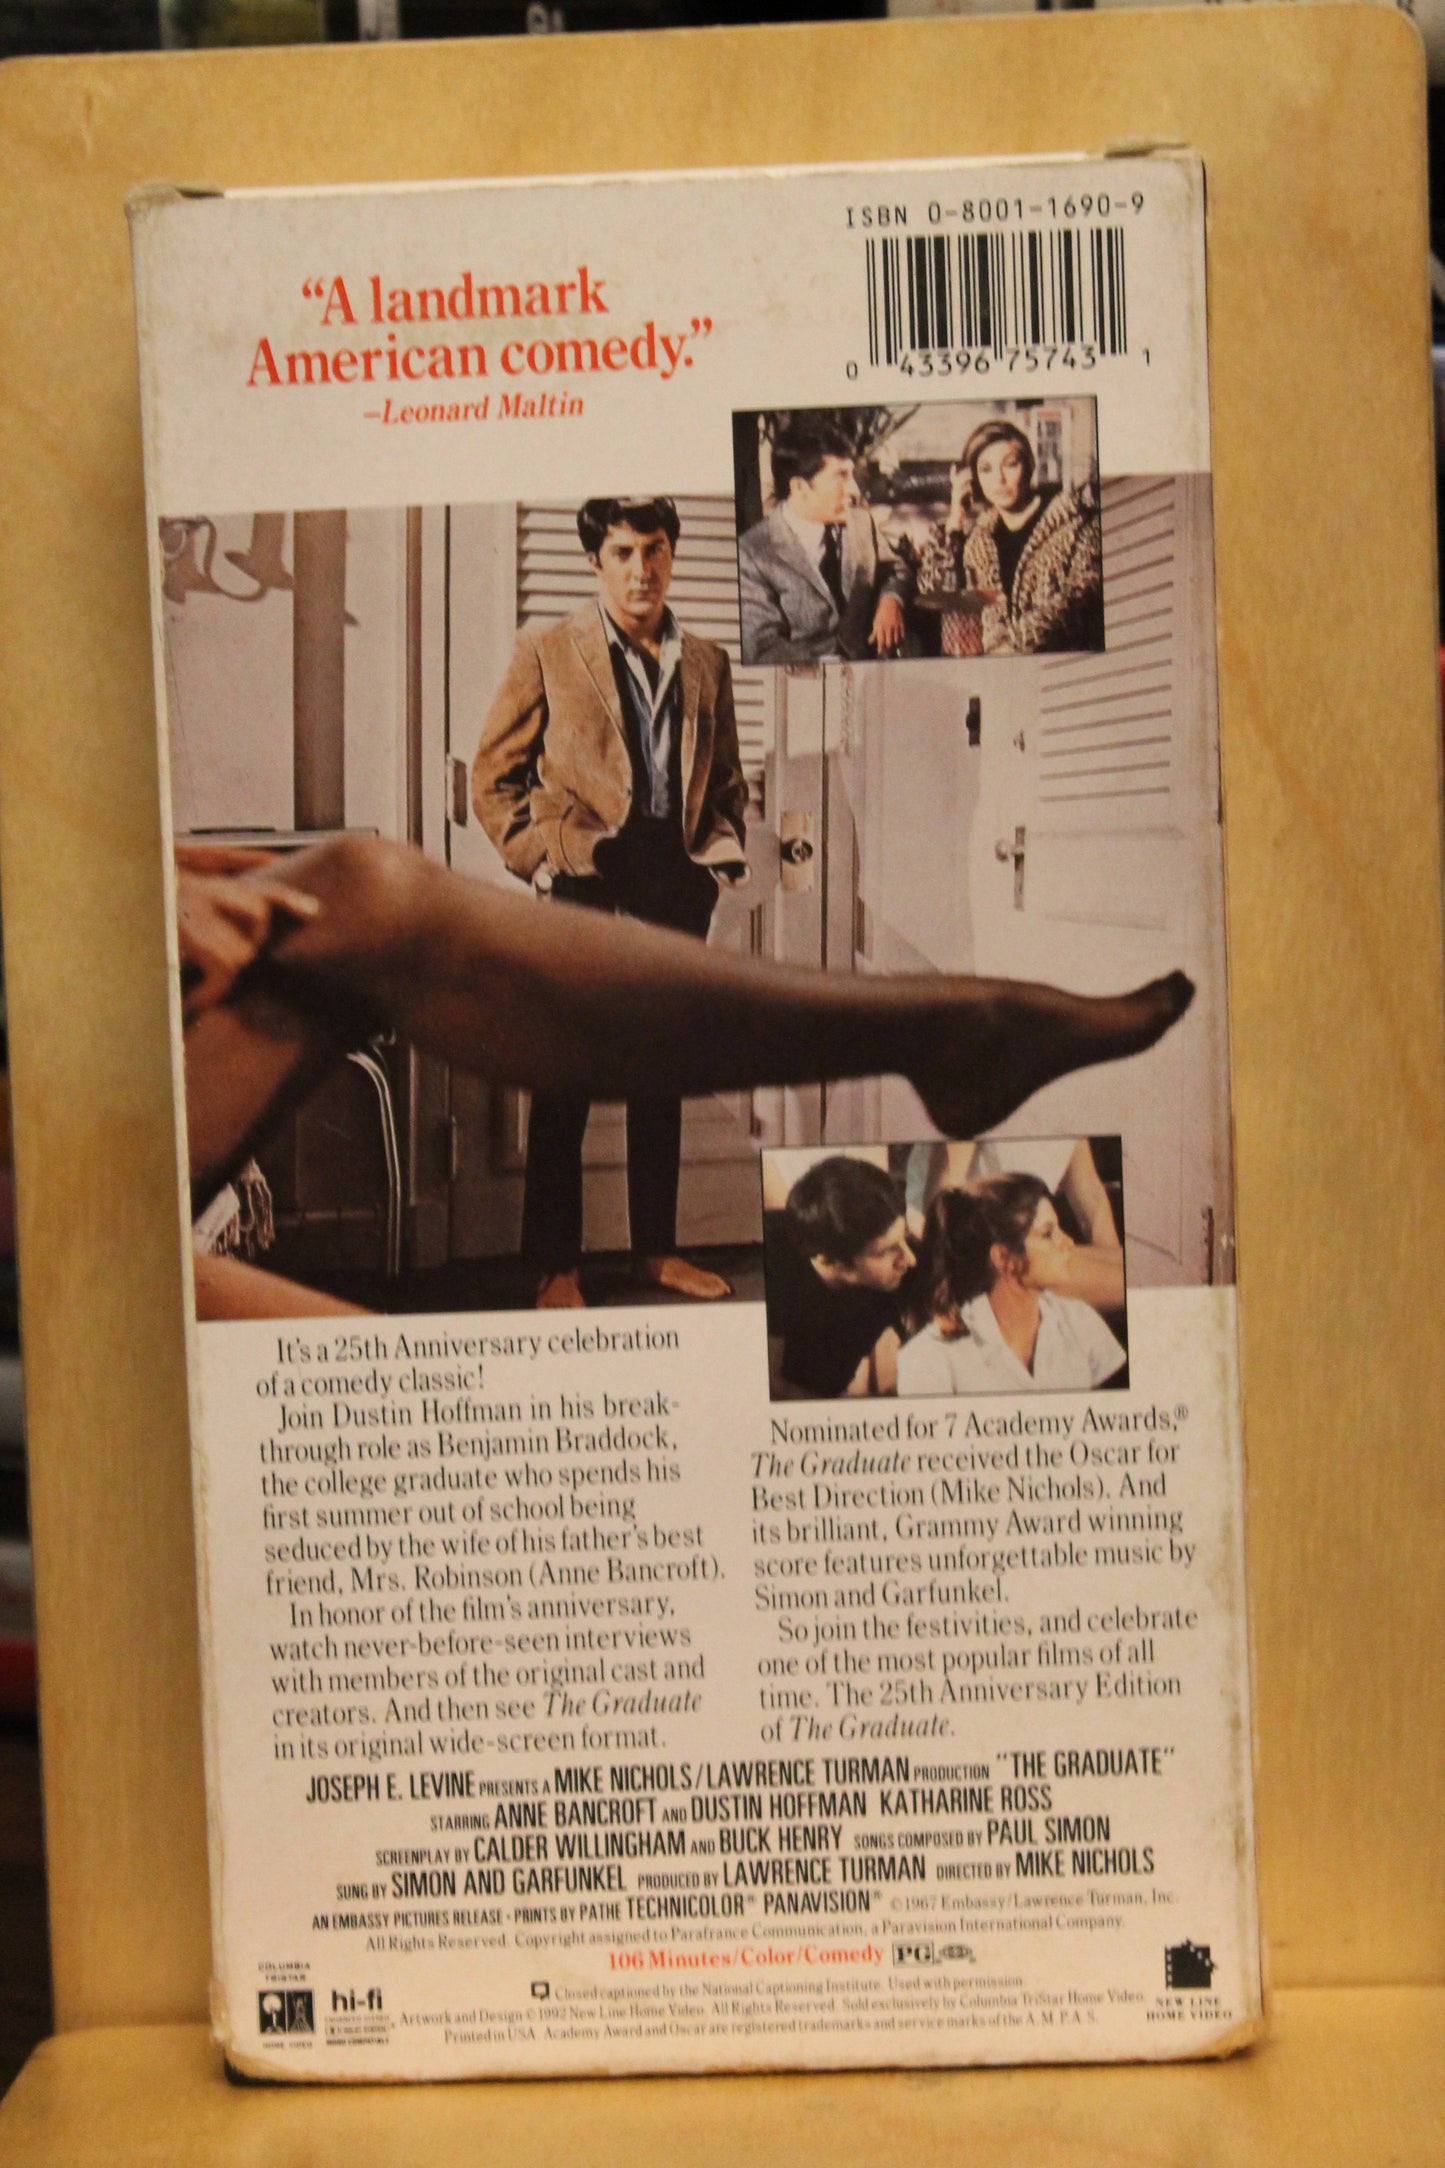 ISBN 0-8001-1690-9
0 43396 75743 1
“A landmark
American comedy.”
—Leonard Maltin
It's a 25th Anniversary celebration
of a comedy classic!
Join Dustin Hoffman in his break-
through role as Benjamin Braddock,
the college graduate who spends his
first summer out of school being
seduced by the wife of his father's best
friend, Mrs. Robinson (Anne Bancroft).
In honor of the film's anniversary,
watch never-before-seen interviews
with members of the original cast and
creators. And then see The Graduate
in its original wide-screen format.
Nominated for 7 Academy Awards,®
The Graduate received the Oscar for
Best Direction (Mike Nichols). And
its brilliant, Grammy Award winning
score features unforgettable music by
Simon and Garfunkel.
So join the festivities, and celebrate
one of the most popular films of all
time. The 25th Anniversary Edition
of The Graduate.
JOSEPH E. LEVINE PRESENTS A MIKE NICHOLS/LAWRENCE TURMAN PRODUCTION "THE GRADUATE"
STARRING ANNE BANCROFT AND DUSTIN HOFFMAN KATHARINE ROSS
SCREENPLAY BY CALDER WILLINGHAM AND BUCK HENRY SONGS COMPOSED BY PAUL SIMON
SUNG BY SIMON AND GARFUNKEL PRODUCED BY LAWRENCE TURMAN DIRECTED BY MIKE NICHOLS
AN EMBASSY PICTURES RELEASE - PRINTS BY PATHE TECHNICOLOR® PANAVISION® ©1967 Embassy/Lawrence Turman, Inc.
All Rights Reserved. Copyright assigned to Parafrance Communication, a Paravision International Company.
106 Minutes/Color/Comedy PG
Closed captioned by the National Captioning Institute. Used with permission
Artwork and Design ©1992 New Line Home Video. All Rights Reserved. Sold exclusively by Columbia TriStar Home Video.
Printed in USA. Academy Award and Oscar are registered trademarks and service marks of the A.M.P.A.S.
COLUMBIA
TRISTAR
HOME VIDEO
hi-fi
NEW LINE
HOME VIDEO